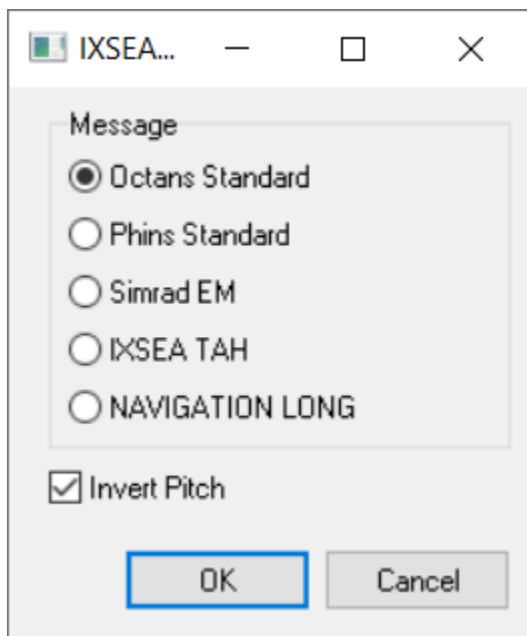 IXSEA...
Message
Octans Standard
Phins Standard
Simrad EM
IXSEA TAH
NAVIGATION LONG
Invert Pitch
OK
Cancel